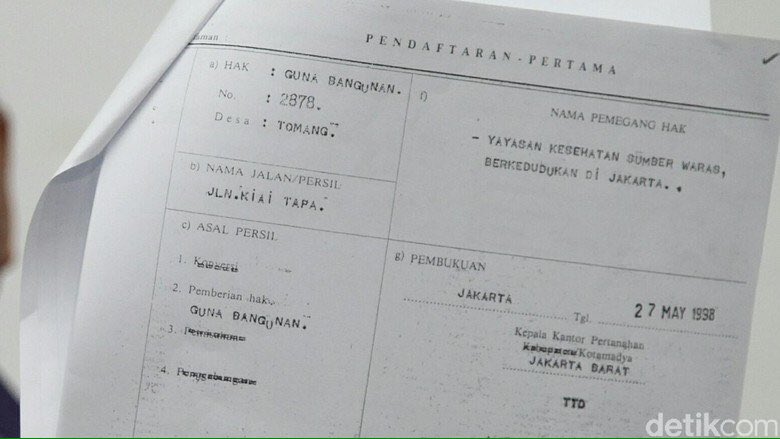 PENDAFTARAN - PERTAMA
a) HAK : GUNA BANGUNAN.
No. : 2878.
Desa : TOMANG.
b) NAMA JALAN/PERSIL
JLN.KIAI TAPA.
c) ASAL PERSIL
1. Konversi
2. Pemberian hak
GUNA BANGUNAN.
3.
4.
f)
NAMA PEMEGANG HAK
- YAYASAN KESEHATAN SUMBER WARAS,
BERKEDUDUKAN DI JAKARTA..
g) PEMBUKUAN
JAKARTA Tgl. 27 MAY 1998
Kepala Kantor Pertanahan
Kabupaten/Kotamadya
JAKARTA BARAT
TTD
detikcom